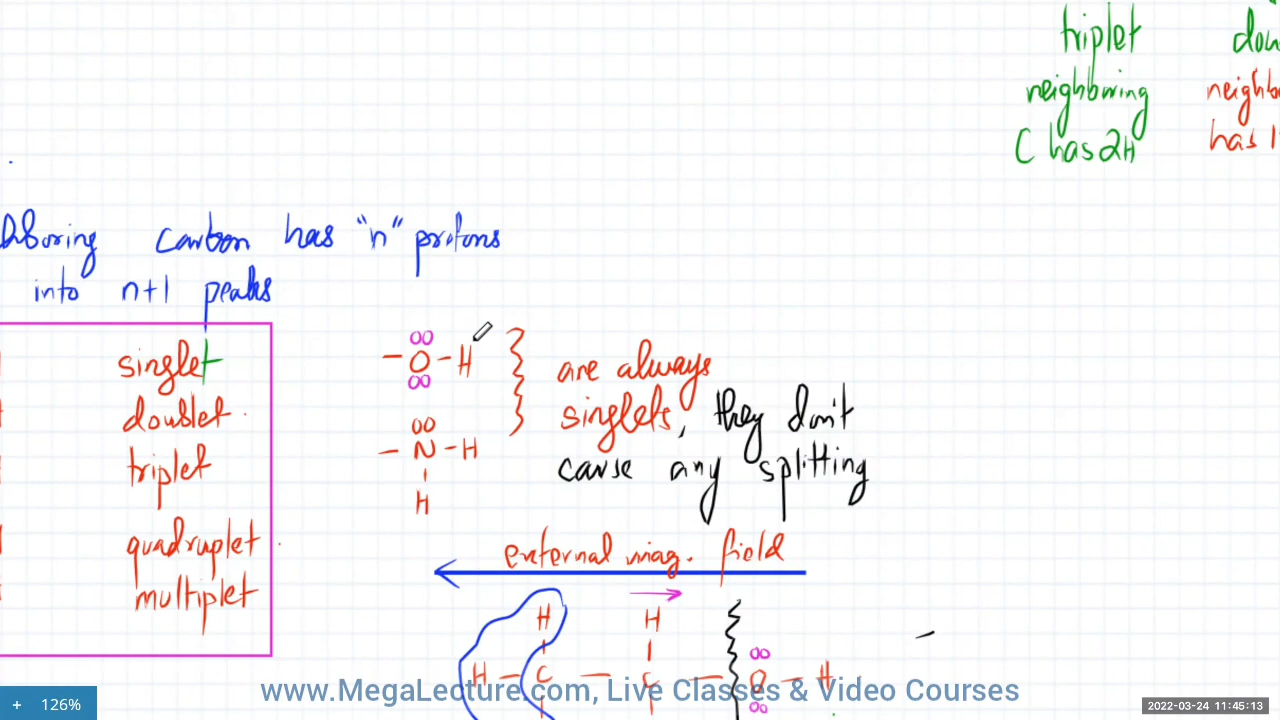 triplet
neighboring
C has 2H
has 1
carbon has "n" protons
into n+1 peaks
singlet
doublet
triplet
quadruplet
multiplet
– O – H
– N – H
H
are always
singlets, they don't
cause any splitting
external mag. field
H H
H – C – C – O – H
www.MegaLecture.com, Live Classes & Video Courses
+ 126%
2022-03-24 11:45:13